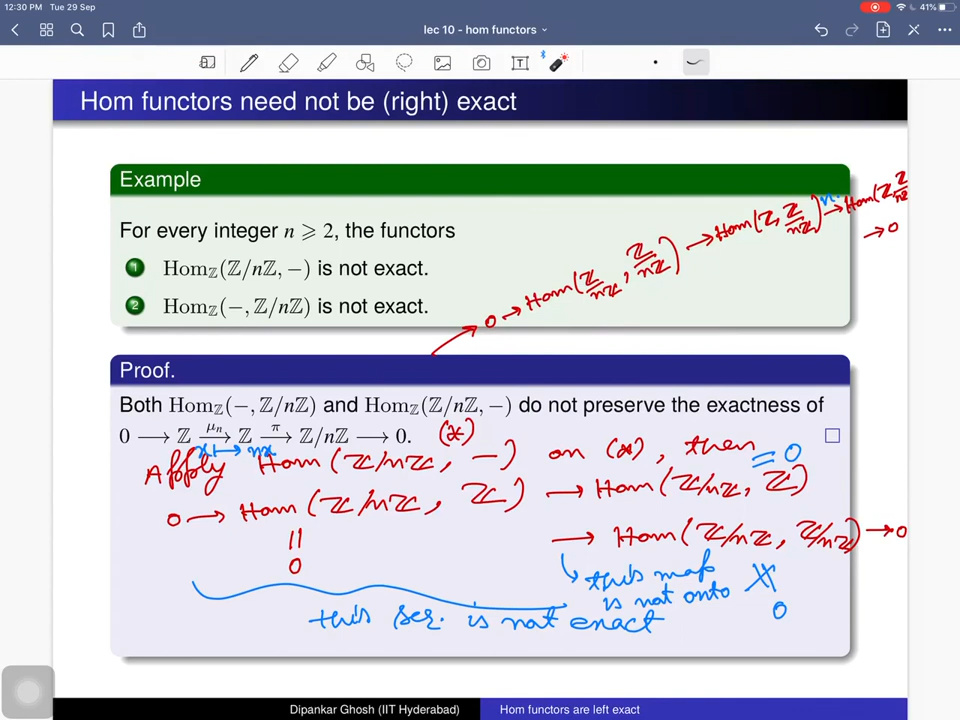 12:30 PM Tue 29 Sep
41%
lec 10 - hom functors
Hom functors need not be (right) exact
Example
For every integer n ⩾ 2, the functors
1 Hom_ℤ(ℤ/nℤ, −) is not exact.
2 Hom_ℤ(−, ℤ/nℤ) is not exact.
0 → Hom(ℤ/nℤ, ℤ/nℤ) → Hom(ℤ, ℤ/nℤ) →^{n·} Hom(ℤ, ℤ/nℤ
→ 0
Proof.
Both Hom_ℤ(−, ℤ/nℤ) and Hom_ℤ(ℤ/nℤ, −) do not preserve the exactness of
0 ⟶ ℤ ⟶^{μ_n} ℤ ⟶^{π} ℤ/nℤ ⟶ 0. (*) □
x ↦ nx
Apply Hom(ℤ/nℤ, −) on (*), then
0 → Hom(ℤ/nℤ, ℤ) → Hom(ℤ/nℤ, ℤ) = 0
|| 0
→ Hom(ℤ/nℤ, ℤ/nℤ) → 0
↳ this map is not onto
∦ 0
this ser. is not exact
Dipankar Ghosh (IIT Hyderabad)
Hom functors are left exact